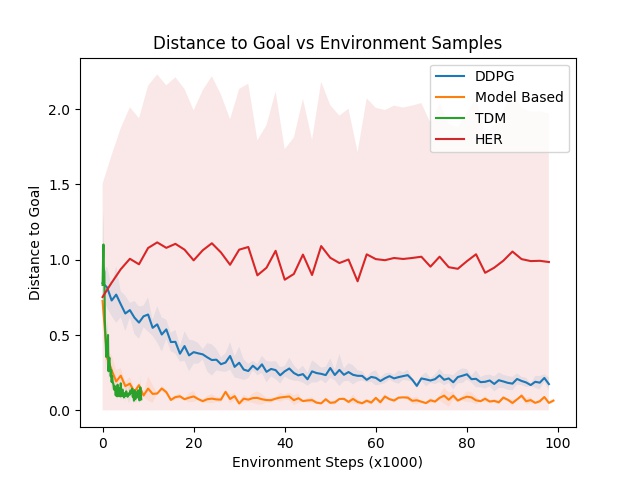 Distance to Goal vs Environment Samples
DDPG
Model Based
TDM
HER
Distance to Goal
2.0
1.5
1.0
0.5
0.0
0
20
40
60
80
100
Environment Steps (x1000)